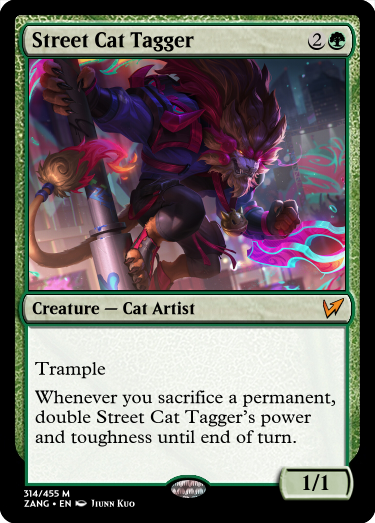 Street Cat Tagger 2
Creature — Cat Artist
Trample
Whenever you sacrifice a permanent,
double Street Cat Tagger's power
and toughness until end of turn.
1/1
314/455 M
ZANG • EN Jiunn Kuo